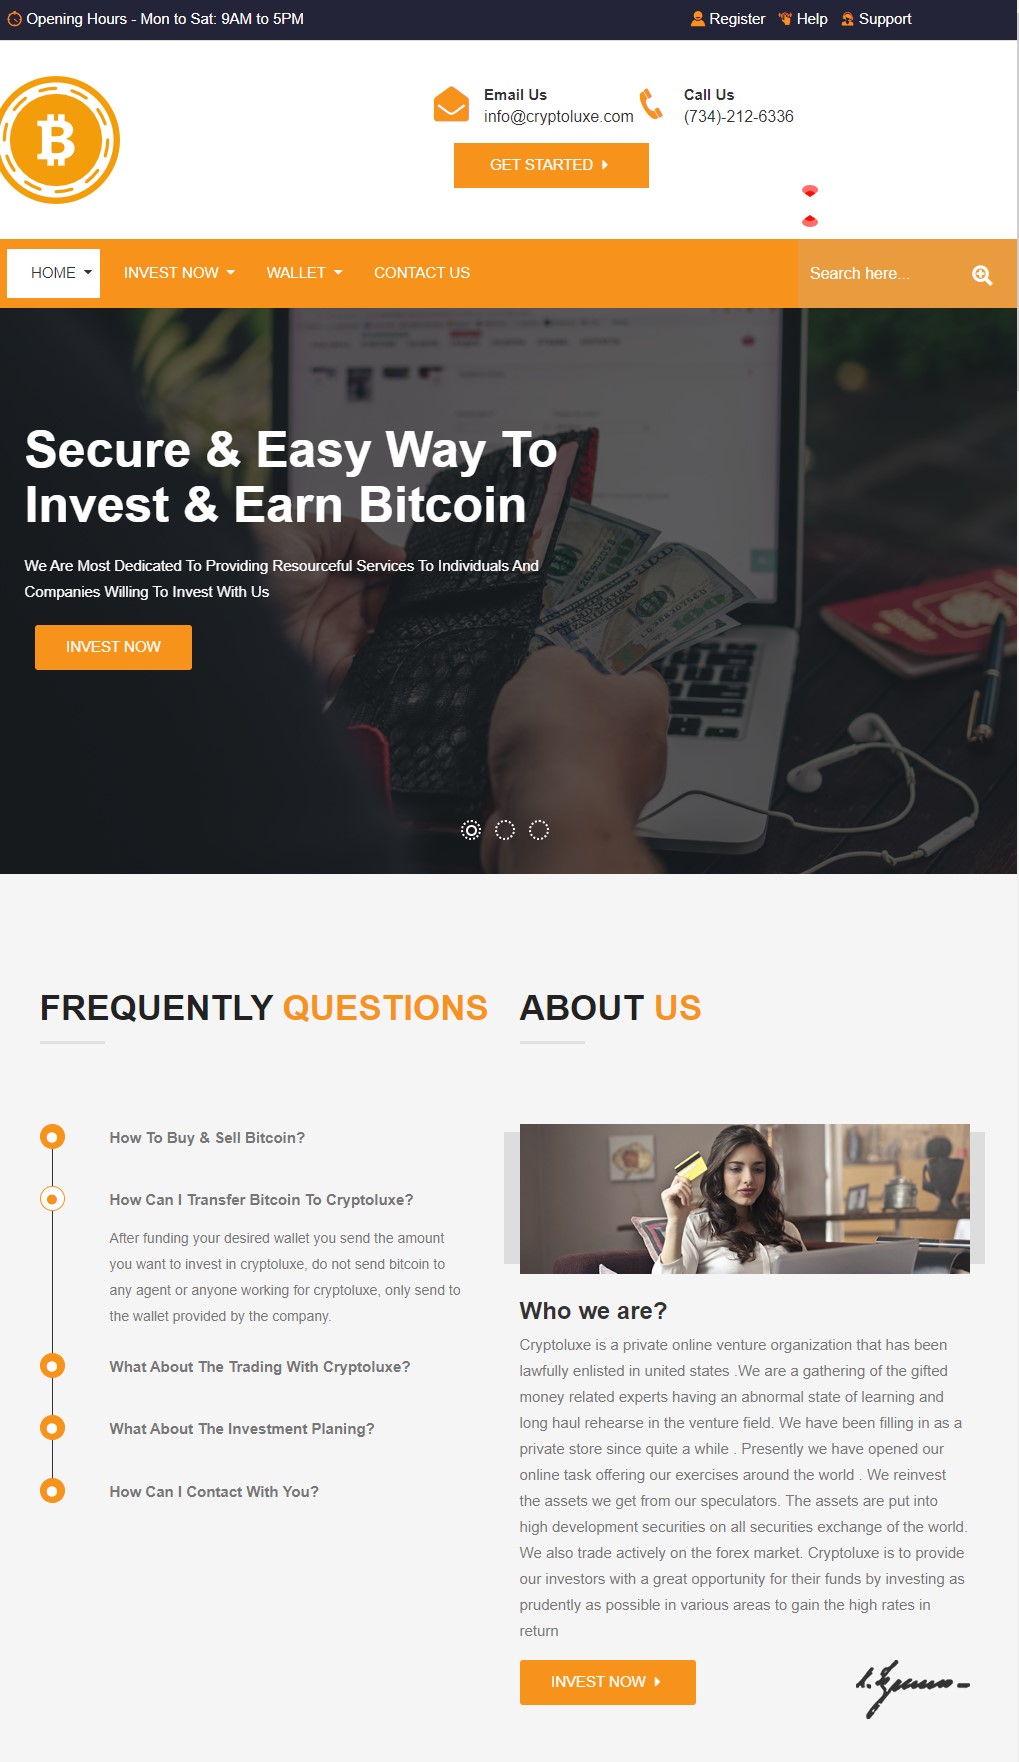 Opening Hours - Mon to Sat: 9AM to 5PM
Register Help Support
Email Us
info@cryptoluxe.com
Call Us
(734)-212-6336
GET STARTED
HOME INVEST NOW WALLET CONTACT US
Search here...
Secure & Easy Way To
Invest & Earn Bitcoin
We Are Most Dedicated To Providing Resourceful Services To Individuals And
Companies Willing To Invest With Us
INVEST NOW
FREQUENTLY QUESTIONS
How To Buy & Sell Bitcoin?
How Can I Transfer Bitcoin To Cryptoluxe?
After funding your desired wallet you send the amount
you want to invest in cryptoluxe, do not send bitcoin to
any agent or anyone working for cryptoluxe, only send to
the wallet provided by the company.
What About The Trading With Cryptoluxe?
What About The Investment Planing?
How Can I Contact With You?
ABOUT US
Who we are?
Cryptoluxe is a private online venture organization that has been
lawfully enlisted in united states .We are a gathering of the gifted
money related experts having an abnormal state of learning and
long haul rehearse in the venture field. We have been filling in as a
private store since quite a while . Presently we have opened our
online task offering our exercises around the world . We reinvest
the assets we get from our speculators. The assets are put into
high development securities on all securities exchange of the world.
We also trade actively on the forex market. Cryptoluxe is to provide
our investors with a great opportunity for their funds by investing as
prudently as possible in various areas to gain the high rates in
return
INVEST NOW